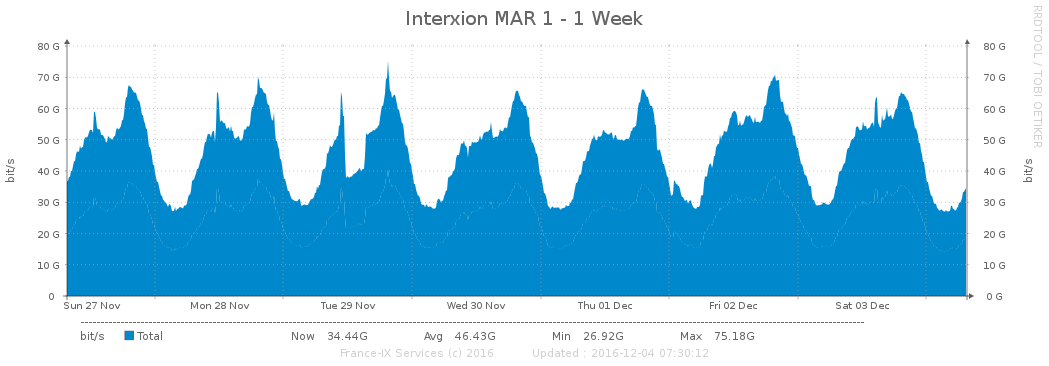 Interxion MAR 1 - 1 Week
RRDTOOL / TOBI OETIKER
80 G 80 G
70 G 70 G
60 G 60 G
50 G 50 G
40 G 40 G
30 G 30 G
20 G 20 G
10 G 10 G
0 0 G
bit/s bit/s
Sun 27 Nov Mon 28 Nov Tue 29 Nov Wed 30 Nov Thu 01 Dec Fri 02 Dec Sat 03 Dec
bit/s Total Now 34.44G Avg 46.43G Min 26.92G Max 75.18G
France-IX Services (c) 2016 Updated : 2016-12-04 07:30:12